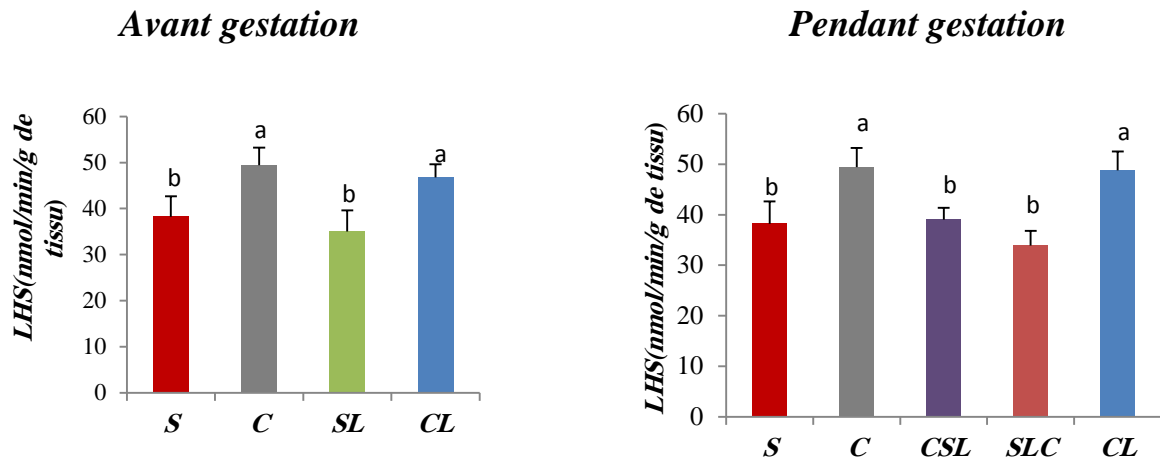 Avant gestation
Pendant gestation
LHS(nmol/min/g de
tissu)
60
50
40
30
20
10
0
b
a
b
a
S
C
SL
CL
LHS(nmol/min/g de tissu)
60
50
40
30
20
10
0
b
a
b
b
a
S
C
CSL
SLC
CL